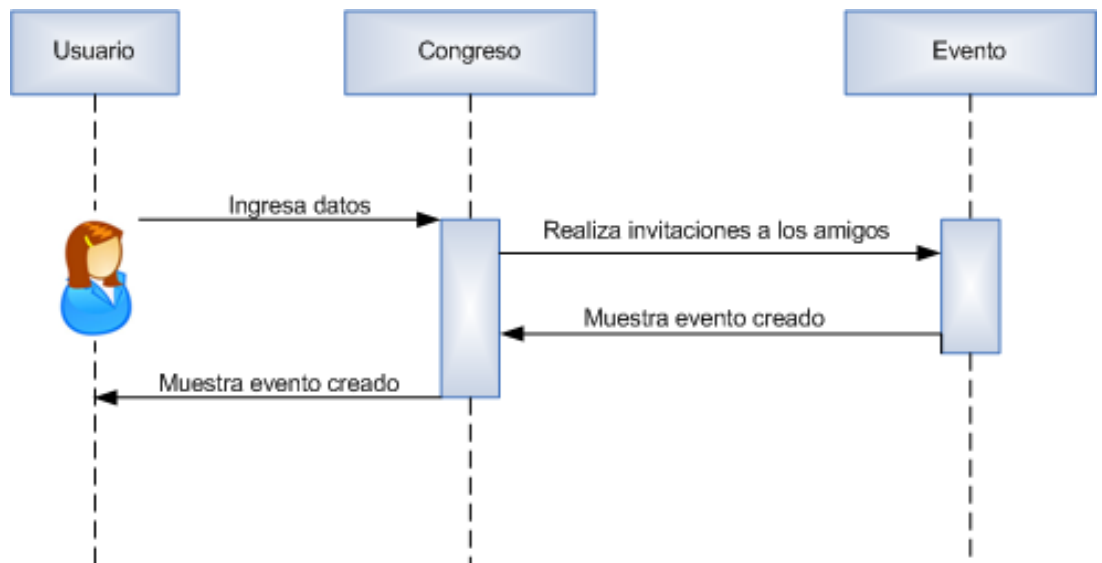 Usuario
Congreso
Evento
Ingresa datos
Realiza invitaciones a los amigos
Muestra evento creado
Muestra evento creado